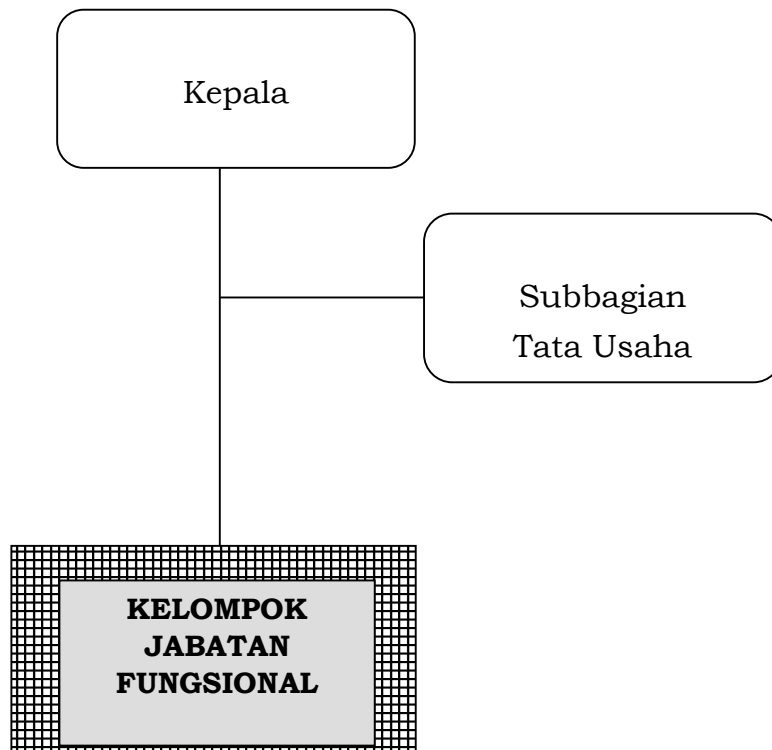 Kepala
Subbagian
Tata Usaha
KELOMPOK
JABATAN
FUNGSIONAL